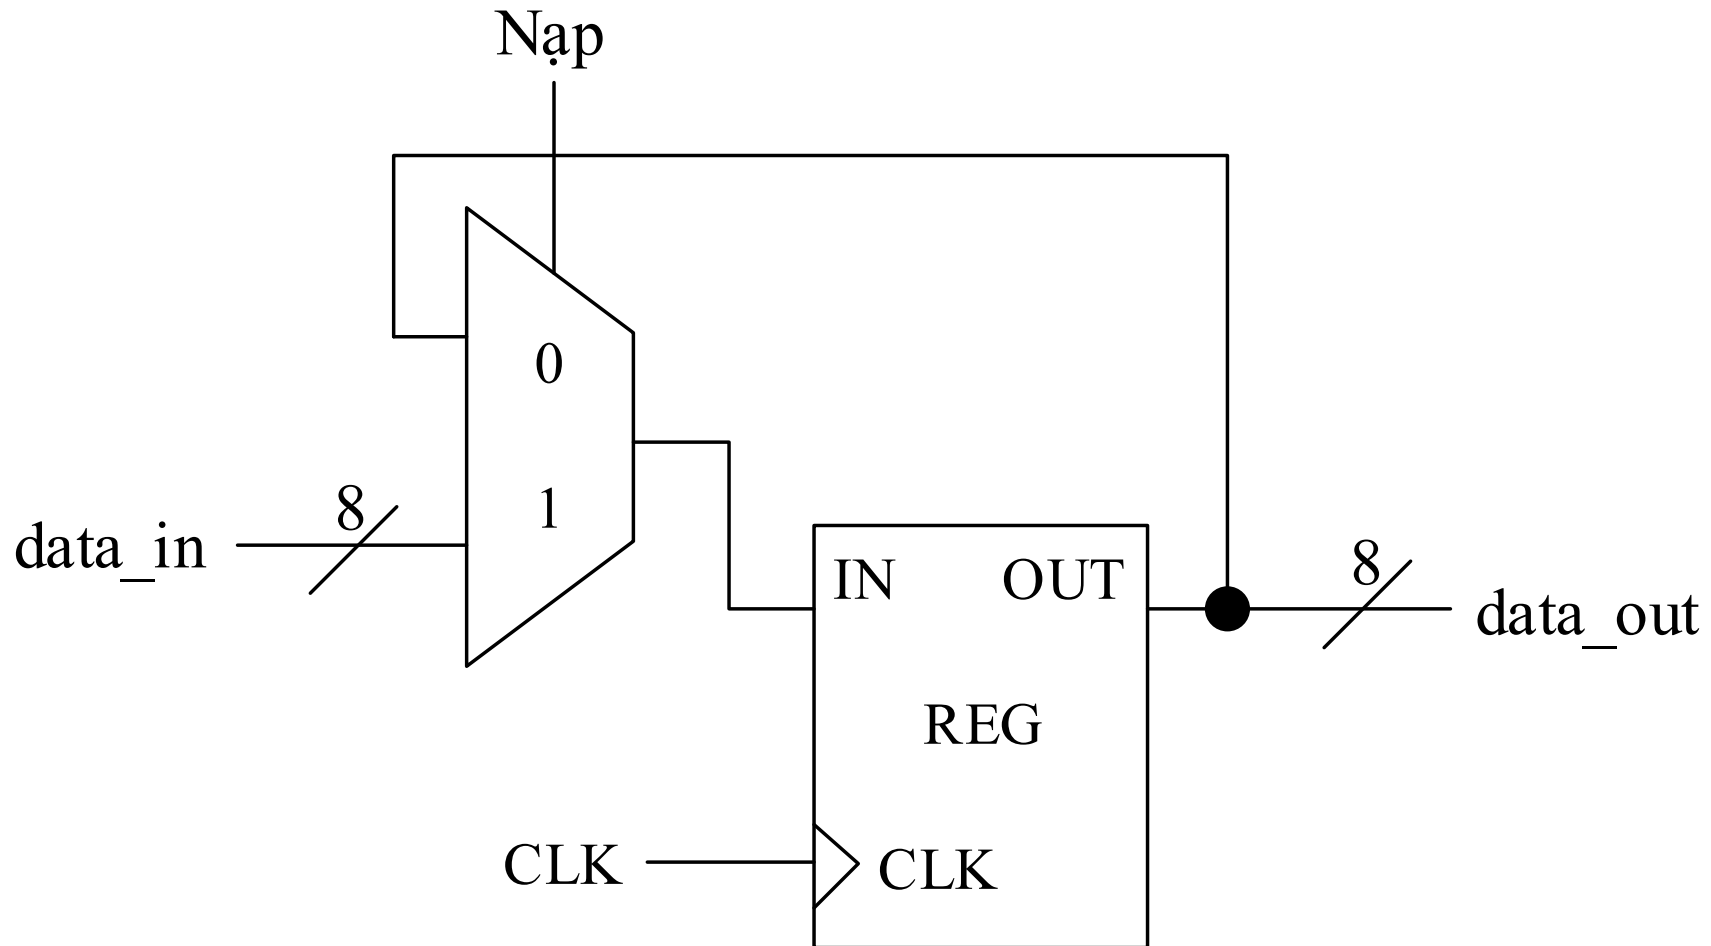 Nạp
0
1
8
data_in
IN OUT
8
data_out
REG
CLK
CLK